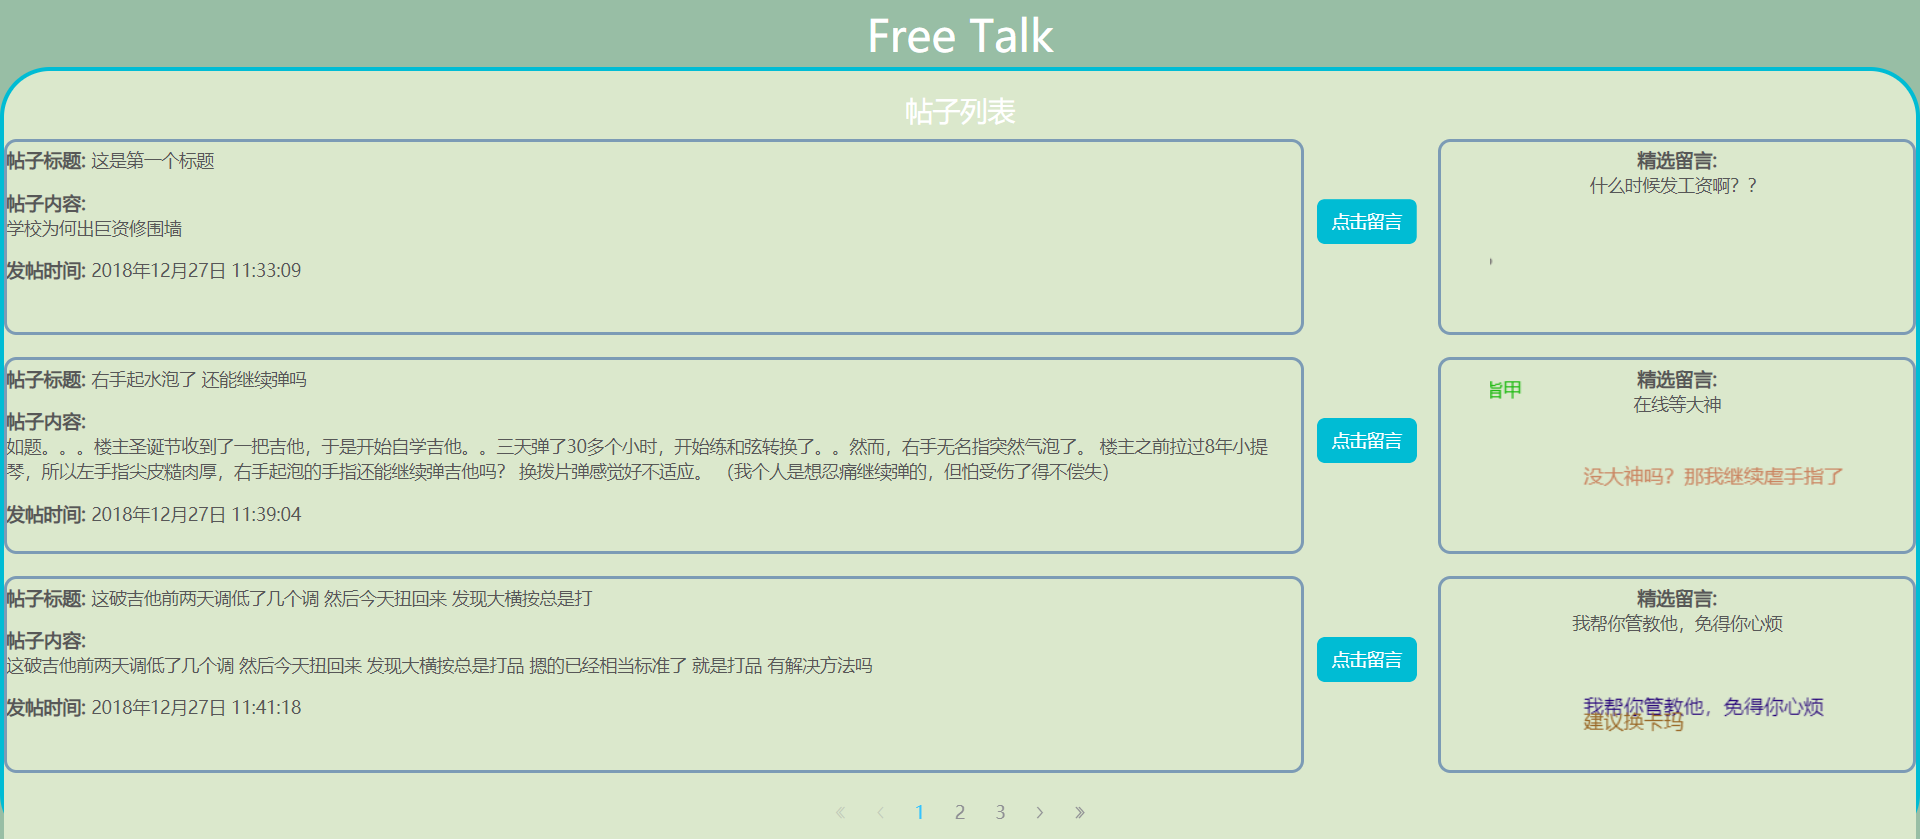 Free Talk
帖子列表
帖子标题: 这是第一个标题
帖子内容:
学校为何出巨资修围墙
发帖时间: 2018年12月27日 11:33:09
点击留言
精选留言:
什么时候发工资啊？？
帖子标题: 右手起水泡了 还能继续弹吗
帖子内容:
如题。。。楼主圣诞节收到了一把吉他，于是开始自学吉他。。三天弹了30多个小时，开始练和弦转换了。。然而，右手无名指突然气泡了。 楼主之前拉过8年小提
琴，所以左手指尖皮糙肉厚，右手起泡的手指还能继续弹吉他吗？ 换拨片弹感觉好不适应。 （我个人是想忍痛继续弹的，但怕受伤了得不偿失）
发帖时间: 2018年12月27日 11:39:04
点击留言
精选留言:
在线等大神
甲
没大神吗？那我继续虐手指了
帖子标题: 这破吉他前两天调低了几个调 然后今天扭回来 发现大横按总是打
帖子内容:
这破吉他前两天调低了几个调 然后今天扭回来 发现大横按总是打品 摁的已经相当标准了 就是打品 有解决方法吗
发帖时间: 2018年12月27日 11:41:18
点击留言
精选留言:
我帮你管教他，免得你心烦
我帮你管教他，免得你心烦
建议换卡玛
« ‹ 1 2 3 › »